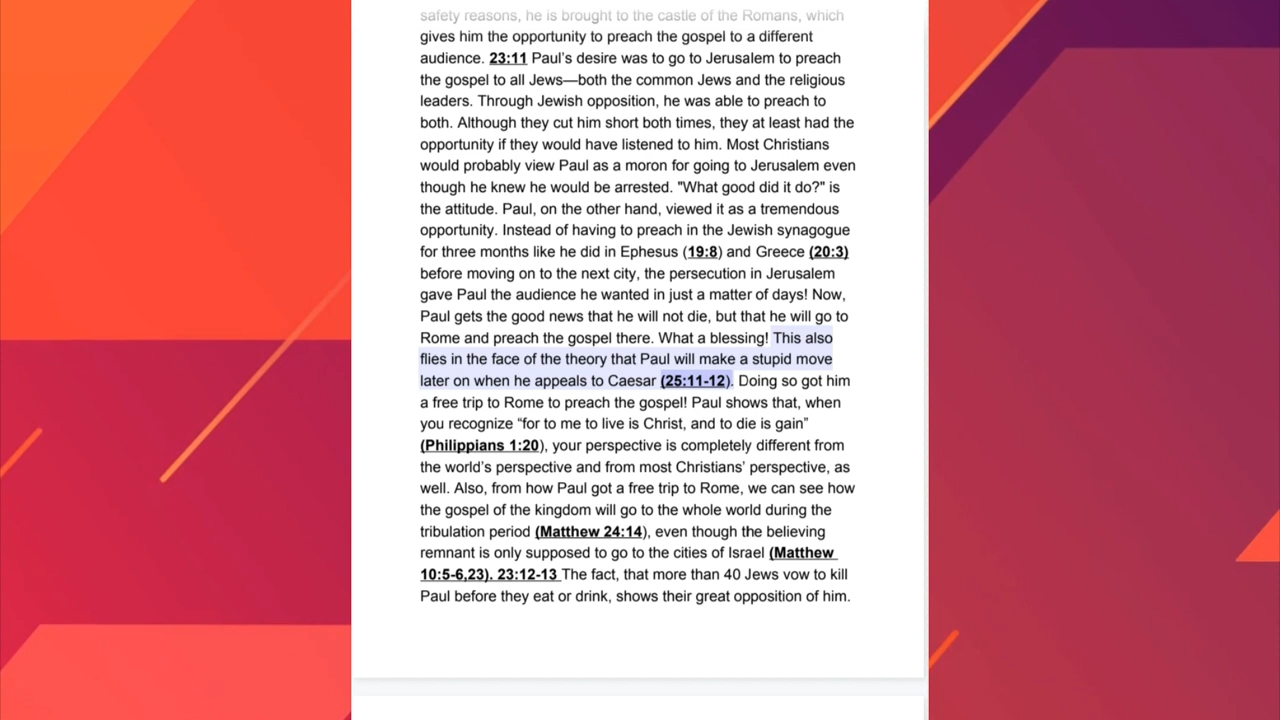 safety reasons, he is brought to the castle of the Romans, which
gives him the opportunity to preach the gospel to a different
audience. 23:11 Paul’s desire was to go to Jerusalem to preach
the gospel to all Jews—both the common Jews and the religious
leaders. Through Jewish opposition, he was able to preach to
both. Although they cut him short both times, they at least had the
opportunity if they would have listened to him. Most Christians
would probably view Paul as a moron for going to Jerusalem even
though he knew he would be arrested. "What good did it do?" is
the attitude. Paul, on the other hand, viewed it as a tremendous
opportunity. Instead of having to preach in the Jewish synagogue
for three months like he did in Ephesus (19:8) and Greece (20:3)
before moving on to the next city, the persecution in Jerusalem
gave Paul the audience he wanted in just a matter of days! Now,
Paul gets the good news that he will not die, but that he will go to
Rome and preach the gospel there. What a blessing! This also
flies in the face of the theory that Paul will make a stupid move
later on when he appeals to Caesar (25:11-12). Doing so got him
a free trip to Rome to preach the gospel! Paul shows that, when
you recognize “for to me to live is Christ, and to die is gain”
(Philippians 1:20), your perspective is completely different from
the world’s perspective and from most Christians’ perspective, as
well. Also, from how Paul got a free trip to Rome, we can see how
the gospel of the kingdom will go to the whole world during the
tribulation period (Matthew 24:14), even though the believing
remnant is only supposed to go to the cities of Israel (Matthew
10:5-6,23). 23:12-13 The fact, that more than 40 Jews vow to kill
Paul before they eat or drink, shows their great opposition of him.